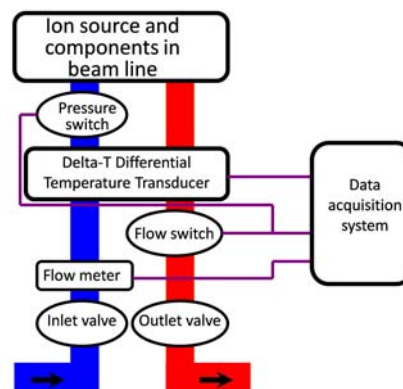 Ion source and
components in
beam line
Pressure
switch
Delta-T Differential
Temperature Transducer
Data
acquisition
system
Flow switch
Flow meter
Inlet valve
Outlet valve